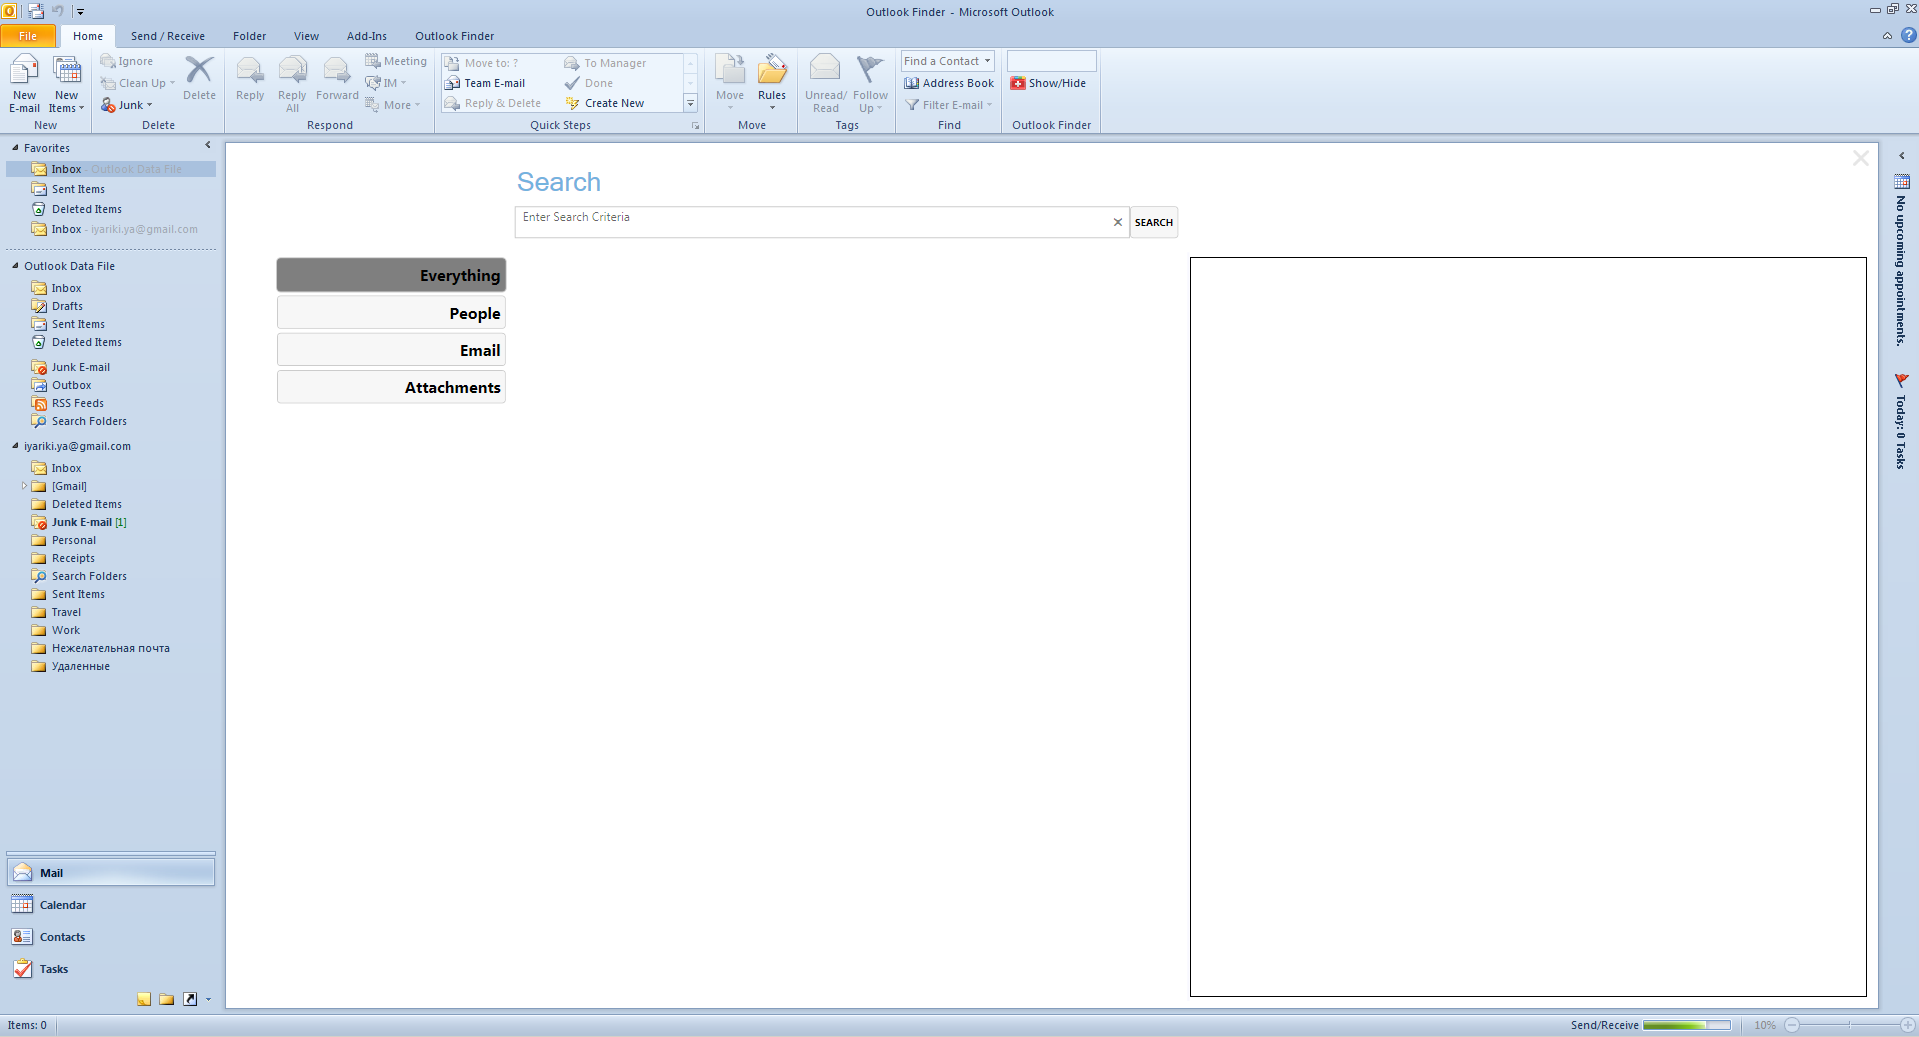 Outlook Finder - Microsoft Outlook
File Home Send / Receive Folder View Add-Ins Outlook Finder
New E-mail
New Items
New
Ignore
Clean Up
Junk
Delete
Delete
Reply
Reply All
Forward
Meeting
IM
More
Respond
Move to: ?
Team E-mail
Reply & Delete
To Manager
Done
Create New
Quick Steps
Move
Rules
Move
Unread/ Read
Follow Up
Tags
Find a Contact
Address Book
Filter E-mail
Find
Show/Hide
Outlook Finder
Favorites
Inbox - Outlook Data File
Sent Items
Deleted Items
Inbox - iyariki.ya@gmail.com
Outlook Data File
Inbox
Drafts
Sent Items
Deleted Items
Junk E-mail
Outbox
RSS Feeds
Search Folders
iyariki.ya@gmail.com
Inbox
[Gmail]
Deleted Items
Junk E-mail [1]
Personal
Receipts
Search Folders
Sent Items
Travel
Work
Нежелательная почта
Удаленные
Mail
Calendar
Contacts
Tasks
Search
Enter Search Criteria
SEARCH
Everything
People
Email
Attachments
No upcoming appointments.
Today: 0 Tasks
Items: 0
Send/Receive
10%